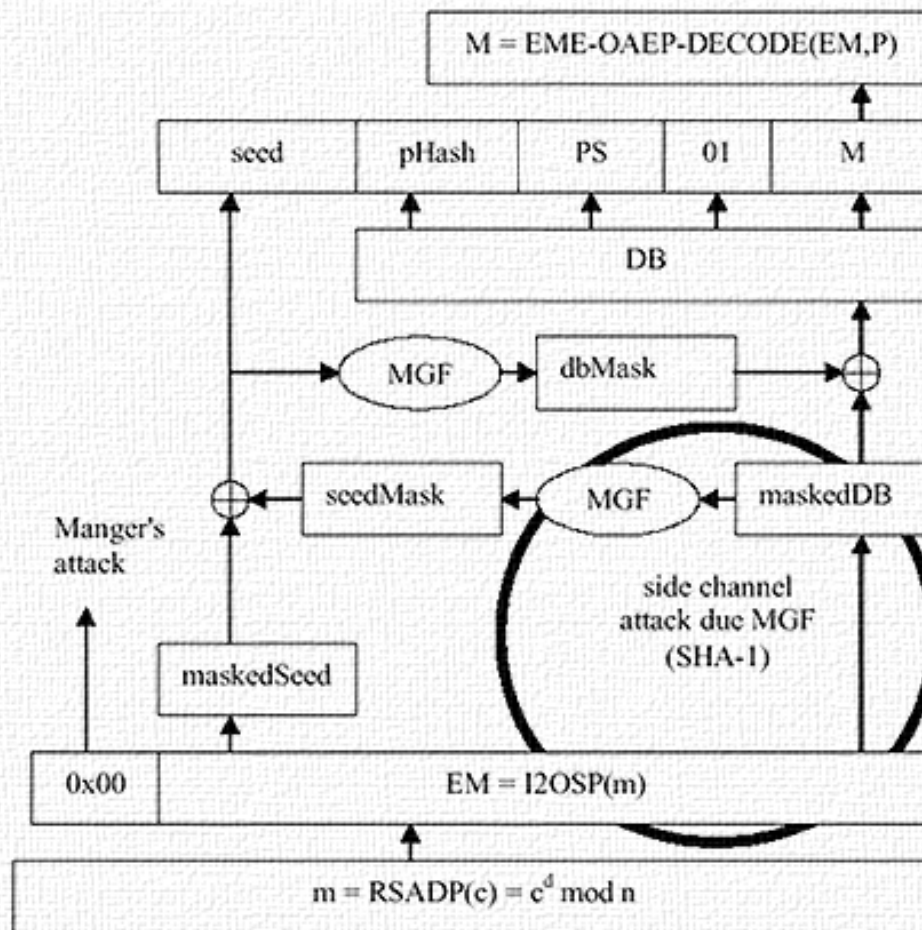 M = EME-OAEP-DECODE(EM,P)
seed pHash PS 01 M
DB
MGF dbMask
seedMask MGF maskedDB
Manger's
attack
side channel
attack due MGF
(SHA-1)
maskedSeed
0x00 EM = I2OSP(m)
m = RSADP(c) = c^d mod n